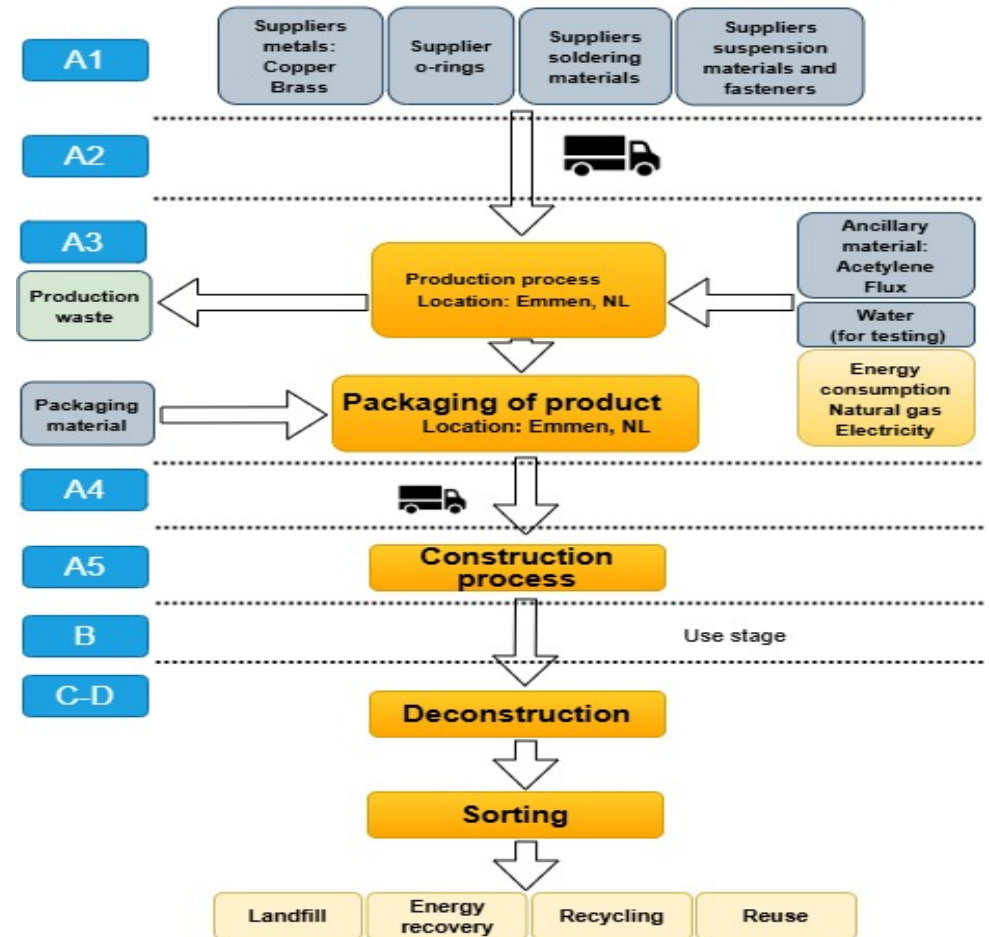 A1
Suppliers
metals:
Copper
Brass
Supplier
o-rings
Suppliers
soldering
materials
Suppliers
suspension
materials and
fasteners
A2
A3
Production process
Location: Emmen, NL
Production
waste
Ancillary
material:
Acetylene
Flux
Water
(for testing)
Energy
consumption
Natural gas
Electricity
Packaging
material
Packaging of product
Location: Emmen, NL
A4
A5
Construction
process
B
Use stage
C-D
Deconstruction
Sorting
Landfill
Energy
recovery
Recycling
Reuse